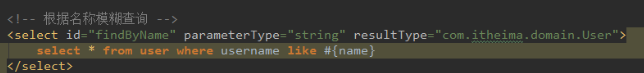 <!-- 根据名称模糊查询 -->
<select id="findByName" parameterType="string" resultType="com.itheima.domain.User">
select * from user where username like #{name}
</select>